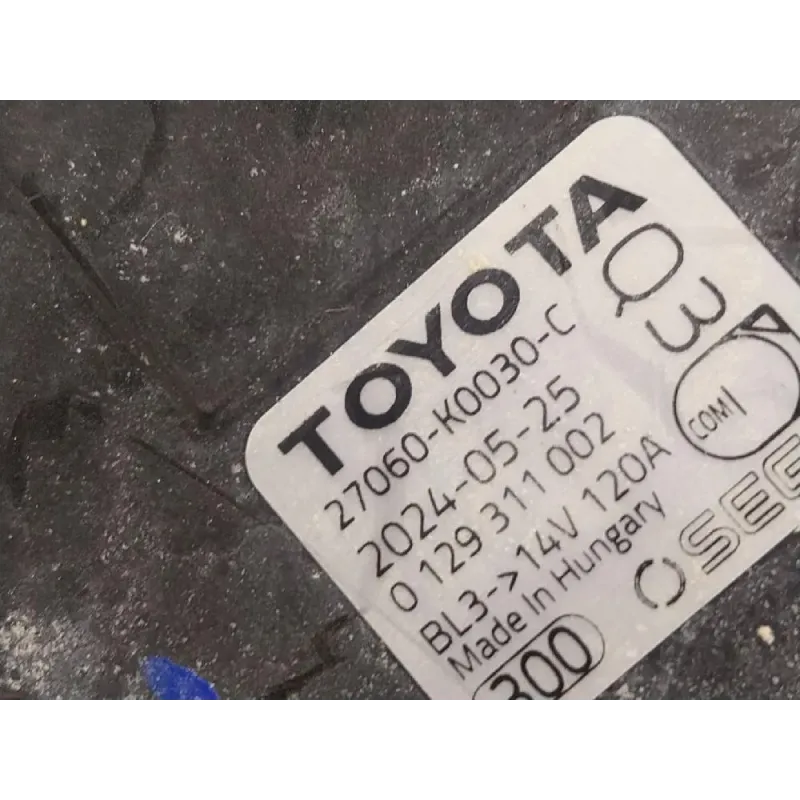 TOYOTA
27060-K0030-C
2024-05-25
0 129 311 002
BL3-> 14V 120A
Made In Hungary
300
Q3
COM
SEG